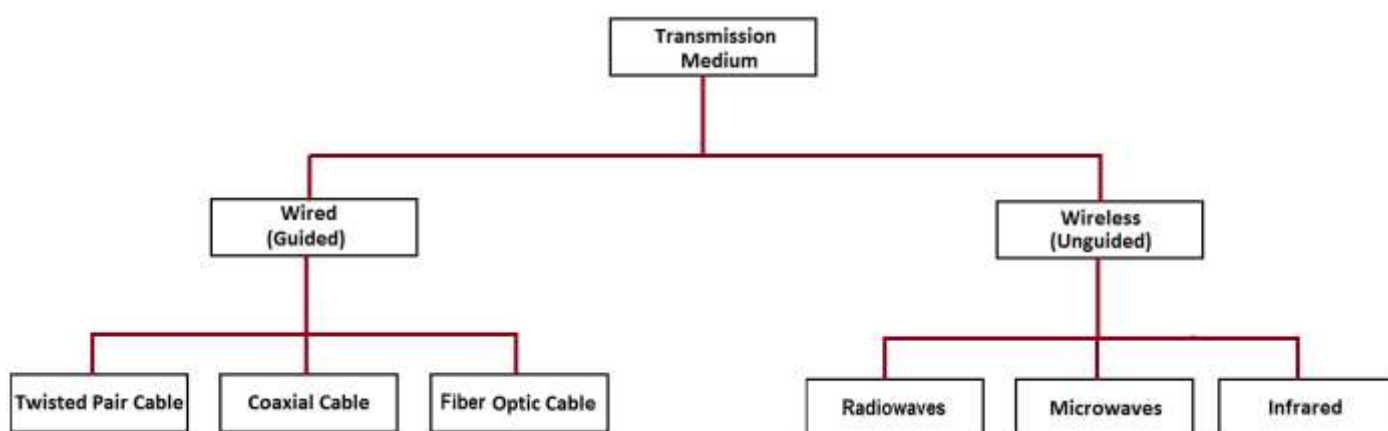 Transmission
Medium
Wired
(Guided)
Wireless
(Unguided)
Twisted Pair Cable
Coaxial Cable
Fiber Optic Cable
Radiowaves
Microwaves
Infrared